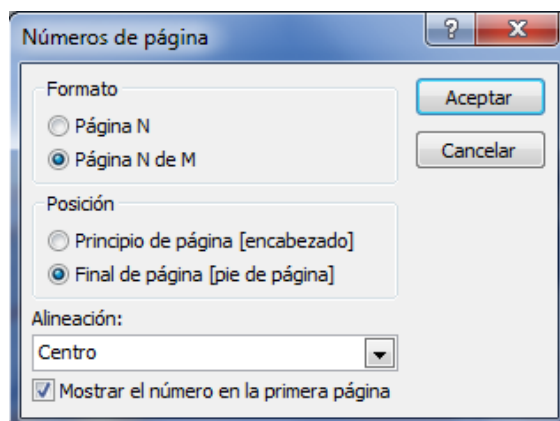 Números de página
?
X
Formato
Página N
Página N de M
Aceptar
Cancelar
Posición
Principio de página [encabezado]
Final de página [pie de página]
Alineación:
Centro
Mostrar el número en la primera página